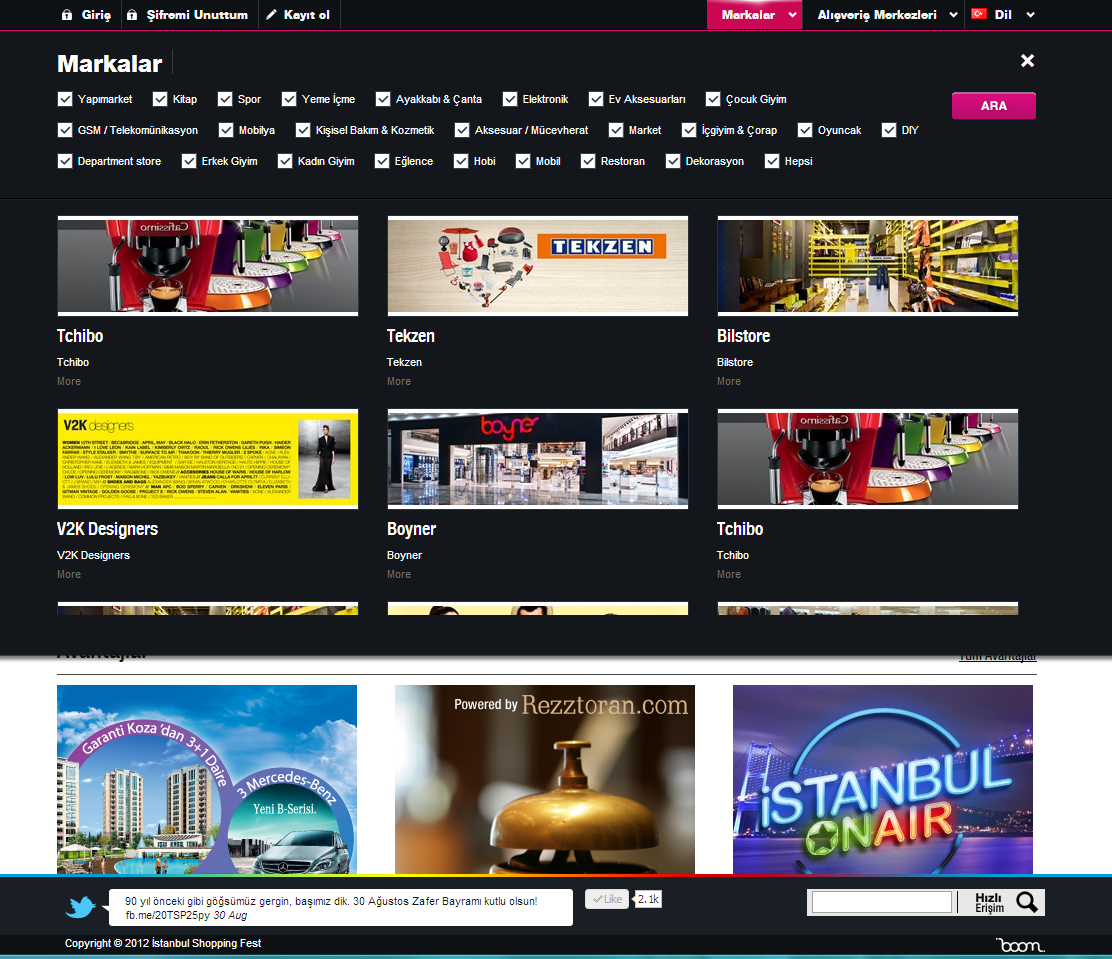 Giriş Şifremi Unuttum Kayıt ol Markalar Alışveriş Merkezleri Dil
Markalar
Yapımarket Kitap Spor Yeme İçme Ayakkabı & Çanta Elektronik Ev Aksesuarları Çocuk Giyim
ARA
GSM / Telekomünikasyon Mobilya Kişisel Bakım & Kozmetik Aksesuar / Mücevherat Market İçgiyim & Çorap Oyuncak DIY
Department store Erkek Giyim Kadın Giyim Eğlence Hobi Mobil Restoran Dekorasyon Hepsi
Cafissimo
TEKZEN
Tchibo Tekzen Bilstore
Tchibo Tekzen Bilstore
More More More
V2K designers
boyner
Cafissimo
V2K Designers Boyner Tchibo
V2K Designers Boyner Tchibo
More More More
Avantajlar Tüm Avantajlar
Garanti Koza'dan 3+1 Daire
3 Mercedes-Benz
Yeni B-Serisi.
Powered by Rezztoran.com
İSTANBUL
ON AIR
90 yıl önceki gibi göğsümüz gergin, başımız dik. 30 Ağustos Zafer Bayramı kutlu olsun!
fb.me/20TSP25py 30 Aug
Like 2.1k
Hızlı
Erişim
Copyright © 2012 İstanbul Shopping Fest
boom